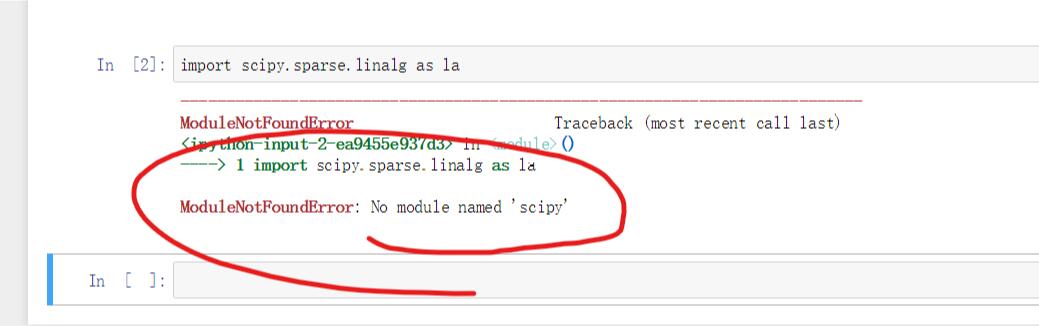 In [2]: import scipy.sparse.linalg as la
ModuleNotFoundError Traceback (most recent call last)
<ipython-input-2-ea9455e937d3> in <module>()
----> 1 import scipy.sparse.linalg as la
ModuleNotFoundError: No module named 'scipy'
In [ ]: